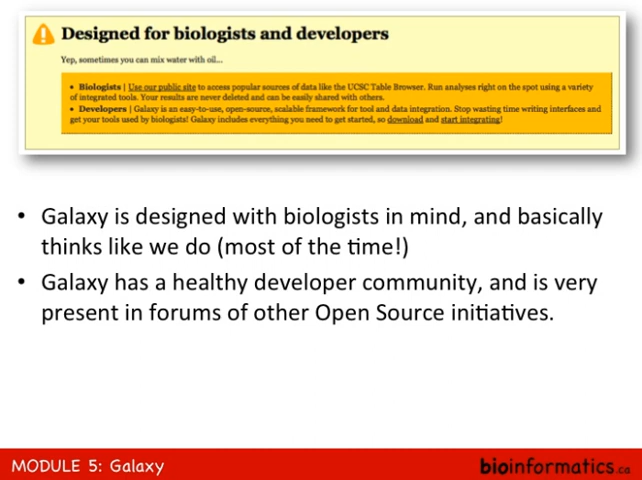 Designed for biologists and developers
Yep, sometimes you can mix water with oil...
• Biologists | Use our public site to access popular sources of data like the UCSC Table Browser. Run analyses right on the spot using a variety
of integrated tools. Your results are never deleted and can be easily shared with others.
• Developers | Galaxy is an easy-to-use, open-source, scalable framework for tool and data integration. Stop wasting time writing interfaces and
get your tools used by biologists! Galaxy includes everything you need to get started, so download and start integrating!
• Galaxy is designed with biologists in mind, and basically
thinks like we do (most of the time!)
• Galaxy has a healthy developer community, and is very
present in forums of other Open Source initiatives.
MODULE 5: Galaxy
bioinformatics.ca